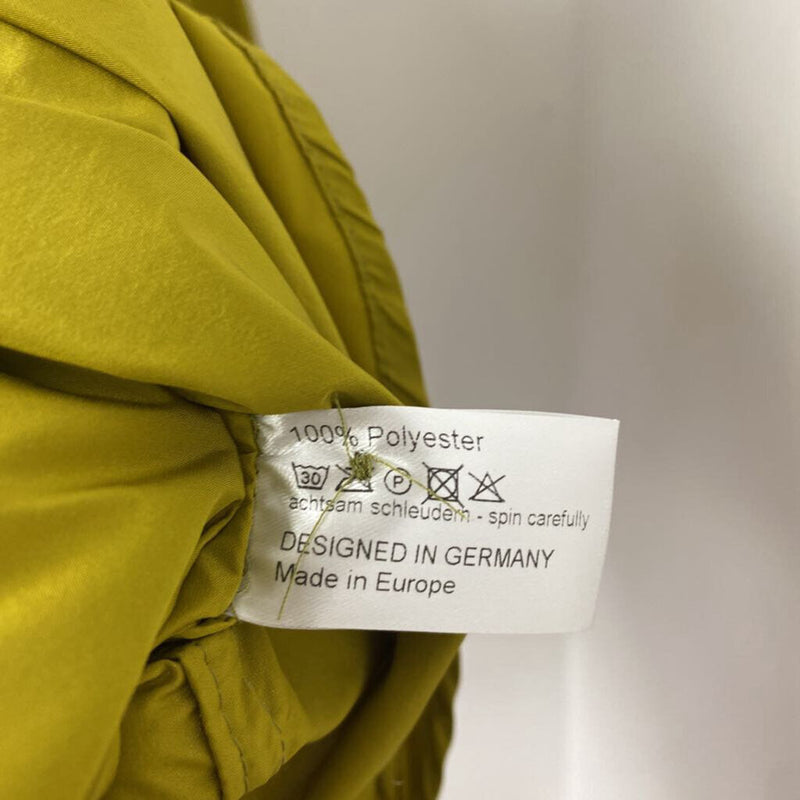 100% Polyester
30 P
achtsam schleudern - spin carefully
DESIGNED IN GERMANY
Made in Europe